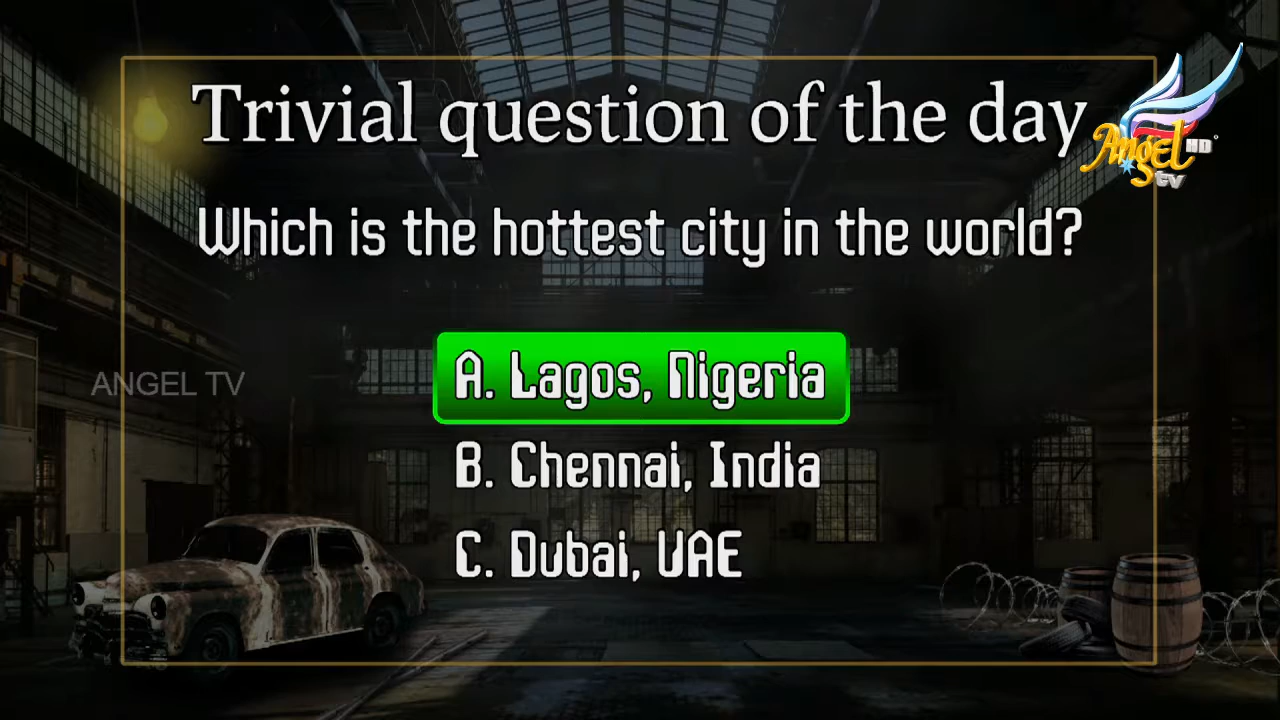 Trivial question of the day
Angel HD
tv
Which is the hottest city in the world?
A. Lagos, Nigeria
ANGEL TV
B. Chennai, India
C. Dubai, UAE